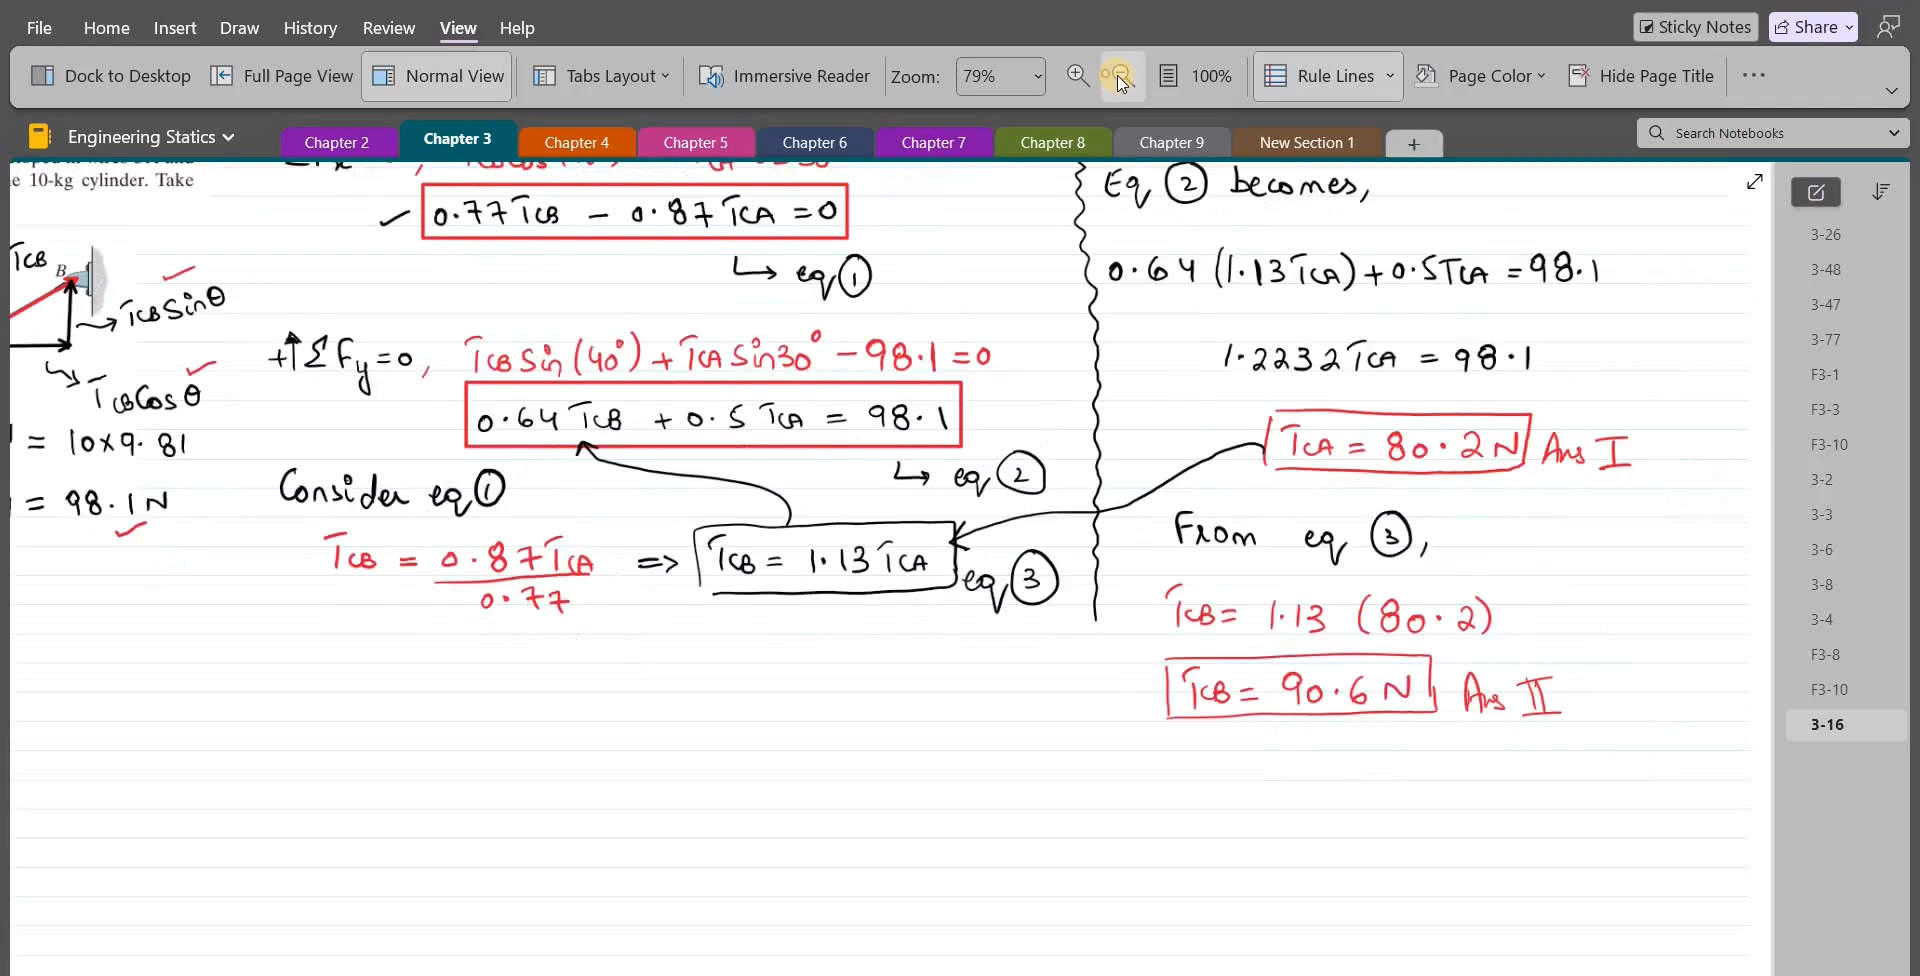 File Home Insert Draw History Review View Help
Sticky Notes Share
Dock to Desktop Full Page View Normal View Tabs Layout Immersive Reader Zoom: 79% 100% Rule Lines Page Color Hide Page Title
Engineering Statics Chapter 2 Chapter 3 Chapter 4 Chapter 5 Chapter 6 Chapter 7 Chapter 8 Chapter 9 New Section 1 +
Search Notebooks
e 10-kg cylinder. Take
TCB
B
TCB Sinθ
TCB Cosθ
= 10×9.81
= 98.1N
0.77 TCB - 0.87 TCA = 0
↳ eq ①
+↑ΣFy=0, TCB Sin(40°) + TCA Sin30° - 98.1 = 0
0.64 TCB + 0.5 TCA = 98.1
↳ eq ②
Consider eq ①
TCB = 0.87 TCA
0.77
=> TCB = 1.13 TCA
eq ③
Eq ② becomes,
0.64 (1.13 TCA) + 0.5 TCA = 98.1
1.2232 TCA = 98.1
TCA = 80.2 N Ans I
From eq ③,
TCB = 1.13 (80.2)
TCB = 90.6 N Ans II
3-26
3-48
3-47
3-77
F3-1
F3-3
F3-10
3-2
3-3
3-6
3-8
3-4
F3-8
F3-10
3-16